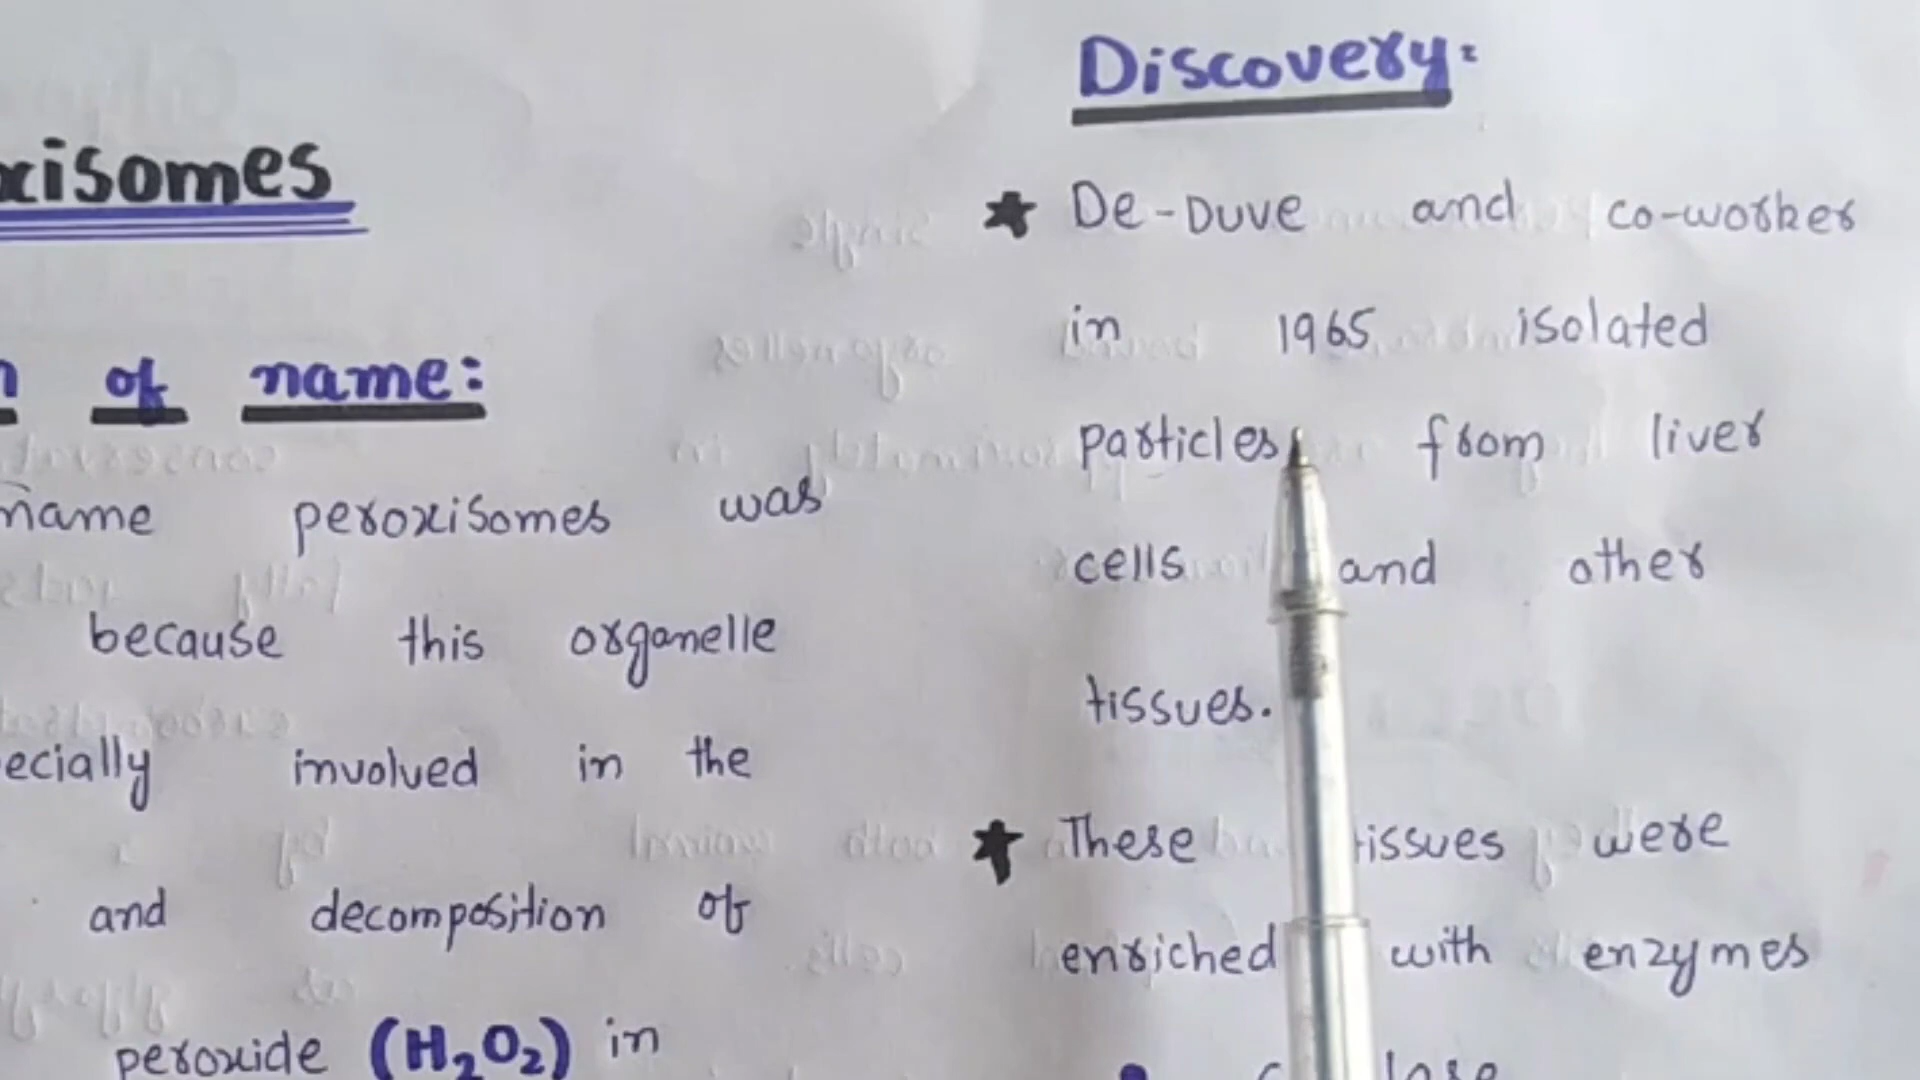 xisomes
of name:
name peroxisomes was
because this organelle
ecially involved in the
and decomposition of
peroxide (H₂O₂) in
Discovery:
★ De-Duve and co-worker
in 1965 isolated
particles from liver
cells and other
tissues.
★ These tissues were
enriched with enzymes